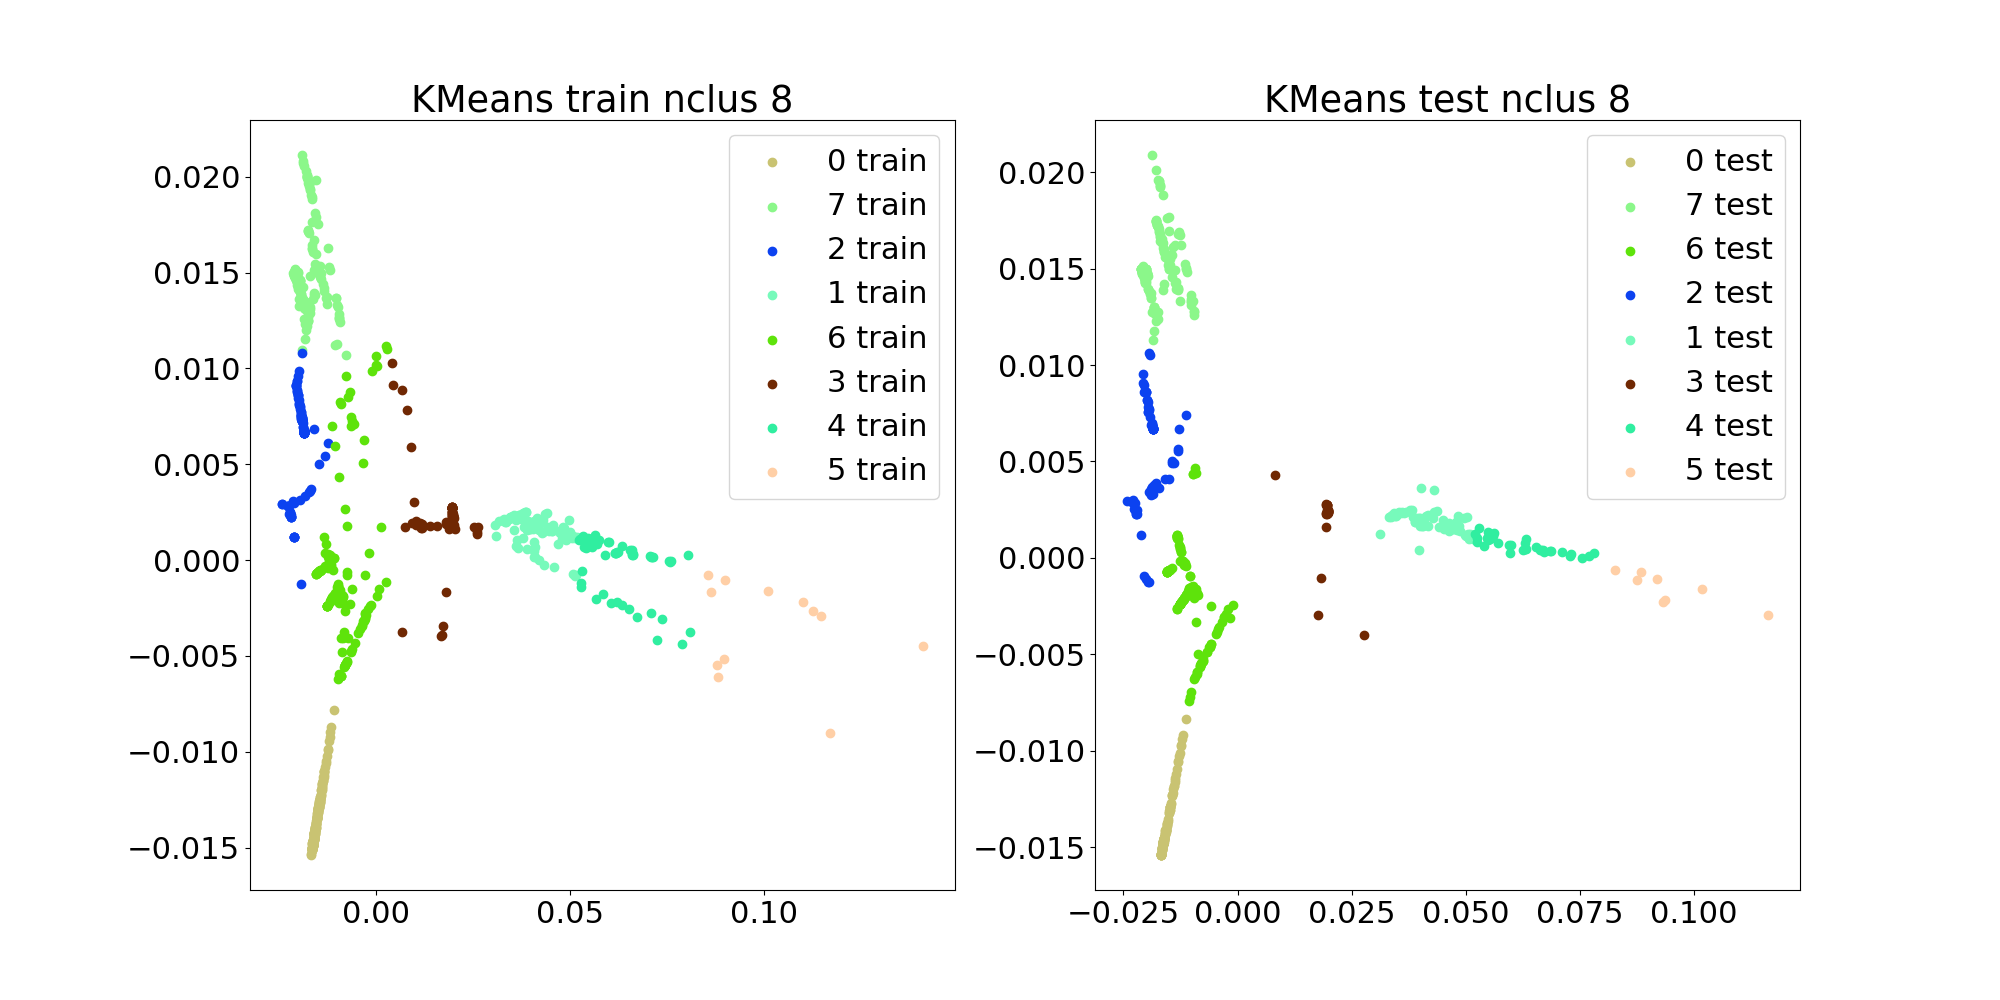 KMeans train nclus 8
0.020
0.015
0.010
0.005
0.000
−0.005
−0.010
−0.015
0.00
0.05
0.10
0 train
7 train
2 train
1 train
6 train
3 train
4 train
5 train
KMeans test nclus 8
0.020
0.015
0.010
0.005
0.000
−0.005
−0.010
−0.015
−0.025
0.000
0.025
0.050
0.075
0.100
0 test
7 test
6 test
2 test
1 test
3 test
4 test
5 test